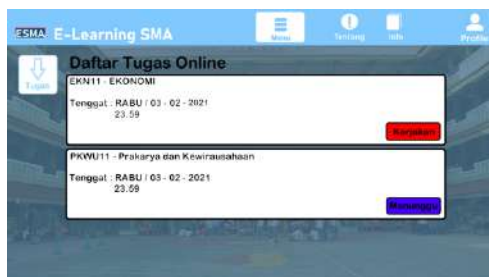 ESMA E-Learning SMA
Menu
Tentang
Info
Profile
Tugas
Daftar Tugas Online
EKN11 - EKONOMI
Tenggat : RABU / 03 - 02 - 2021
23.59
Kerjakan
PKWU11 - Prakarya dan Kewirausahaan
Tenggat : RABU / 03 - 02 - 2021
23.59
Menunggu